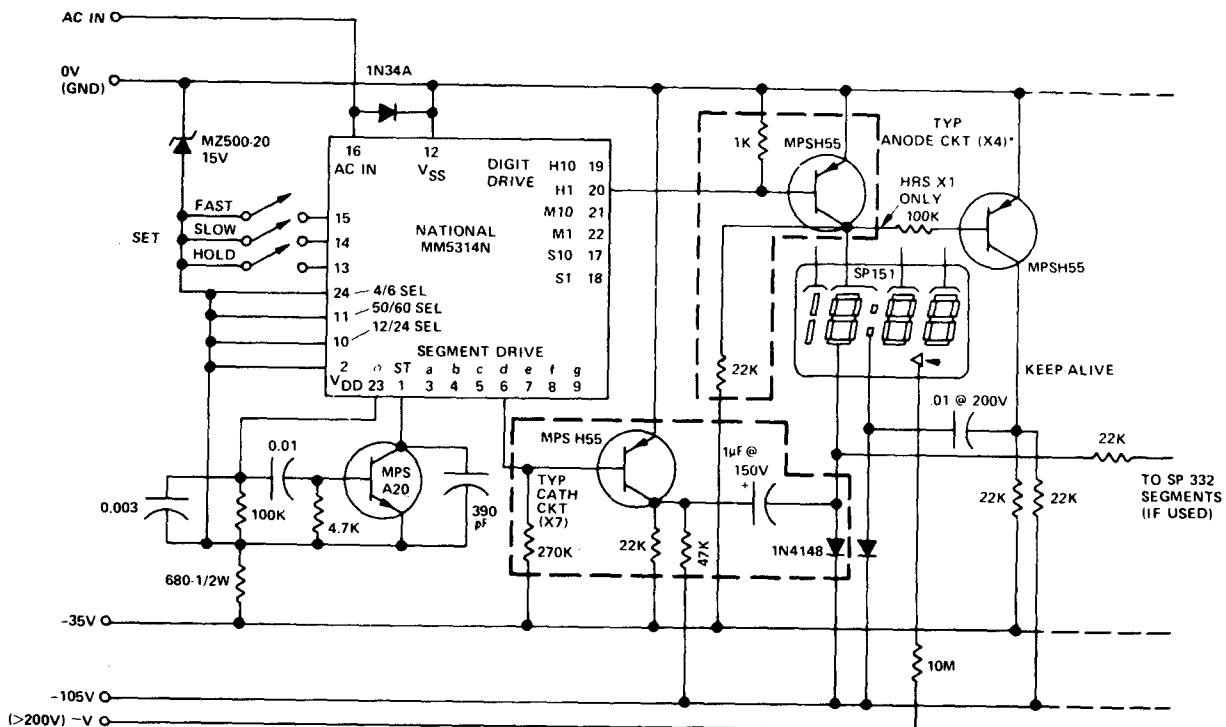 AC IN
0V
(GND)
1N34A
MZ500-20
15V
16
AC IN
12
VSS
DIGIT
DRIVE
H10 19
H1 20
M10 21
M1 22
S10 17
S1 18
NATIONAL
MM5314N
FAST
SLOW
HOLD
SET
15
14
13
24
4/6 SEL
11
50/60 SEL
10
12/24 SEL
2
VDD
SEGMENT DRIVE
ST a b c d e f g
23 1 3 4 5 6 7 8 9
1K
MPSH55
TYP
ANODE CKT (X4)*
HRS X1
ONLY
100K
MPSH55
SP151
22K
KEEP ALIVE
.01 @ 200V
22K
TO SP 332
SEGMENTS
(IF USED)
22K
22K
0.003
0.01
100K
4.7K
MPS
A20
390
pF
680-1/2W
MPS H55
TYP
CATH
CKT
(X7)
270K
22K
47K
1µF @
150V
+
1N4148
10M
-35V
-105V
(>200V) -V